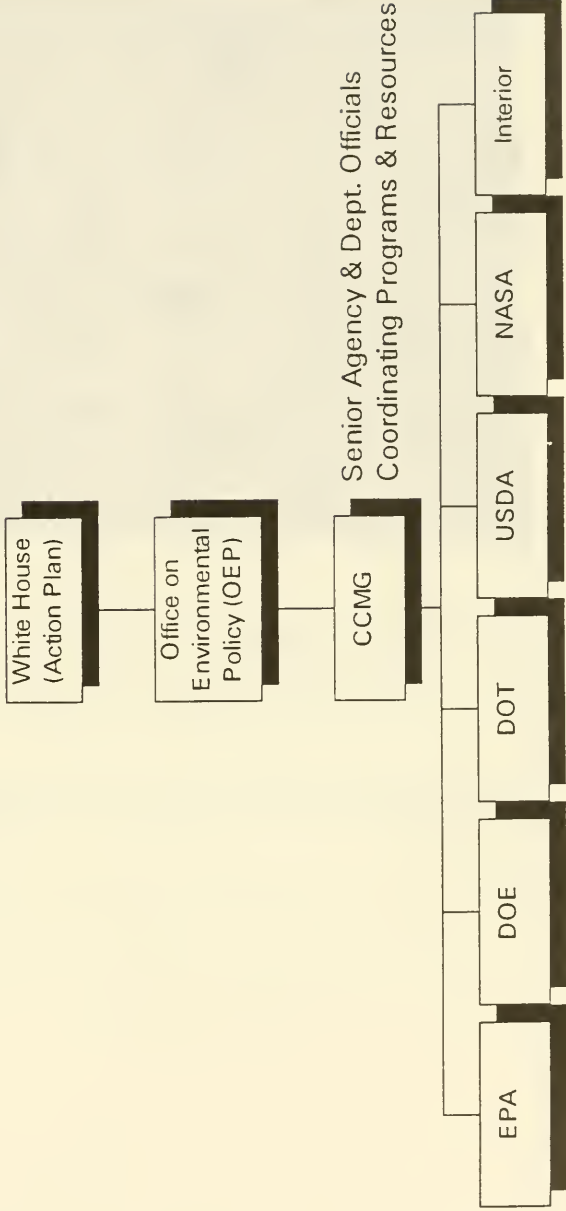 White House
(Action Plan)
Office on
Environmental
Policy (OEP)
CCMG
Senior Agency & Dept. Officials
Coordinating Programs & Resources
EPA
DOE
DOT
USDA
NASA
Interior